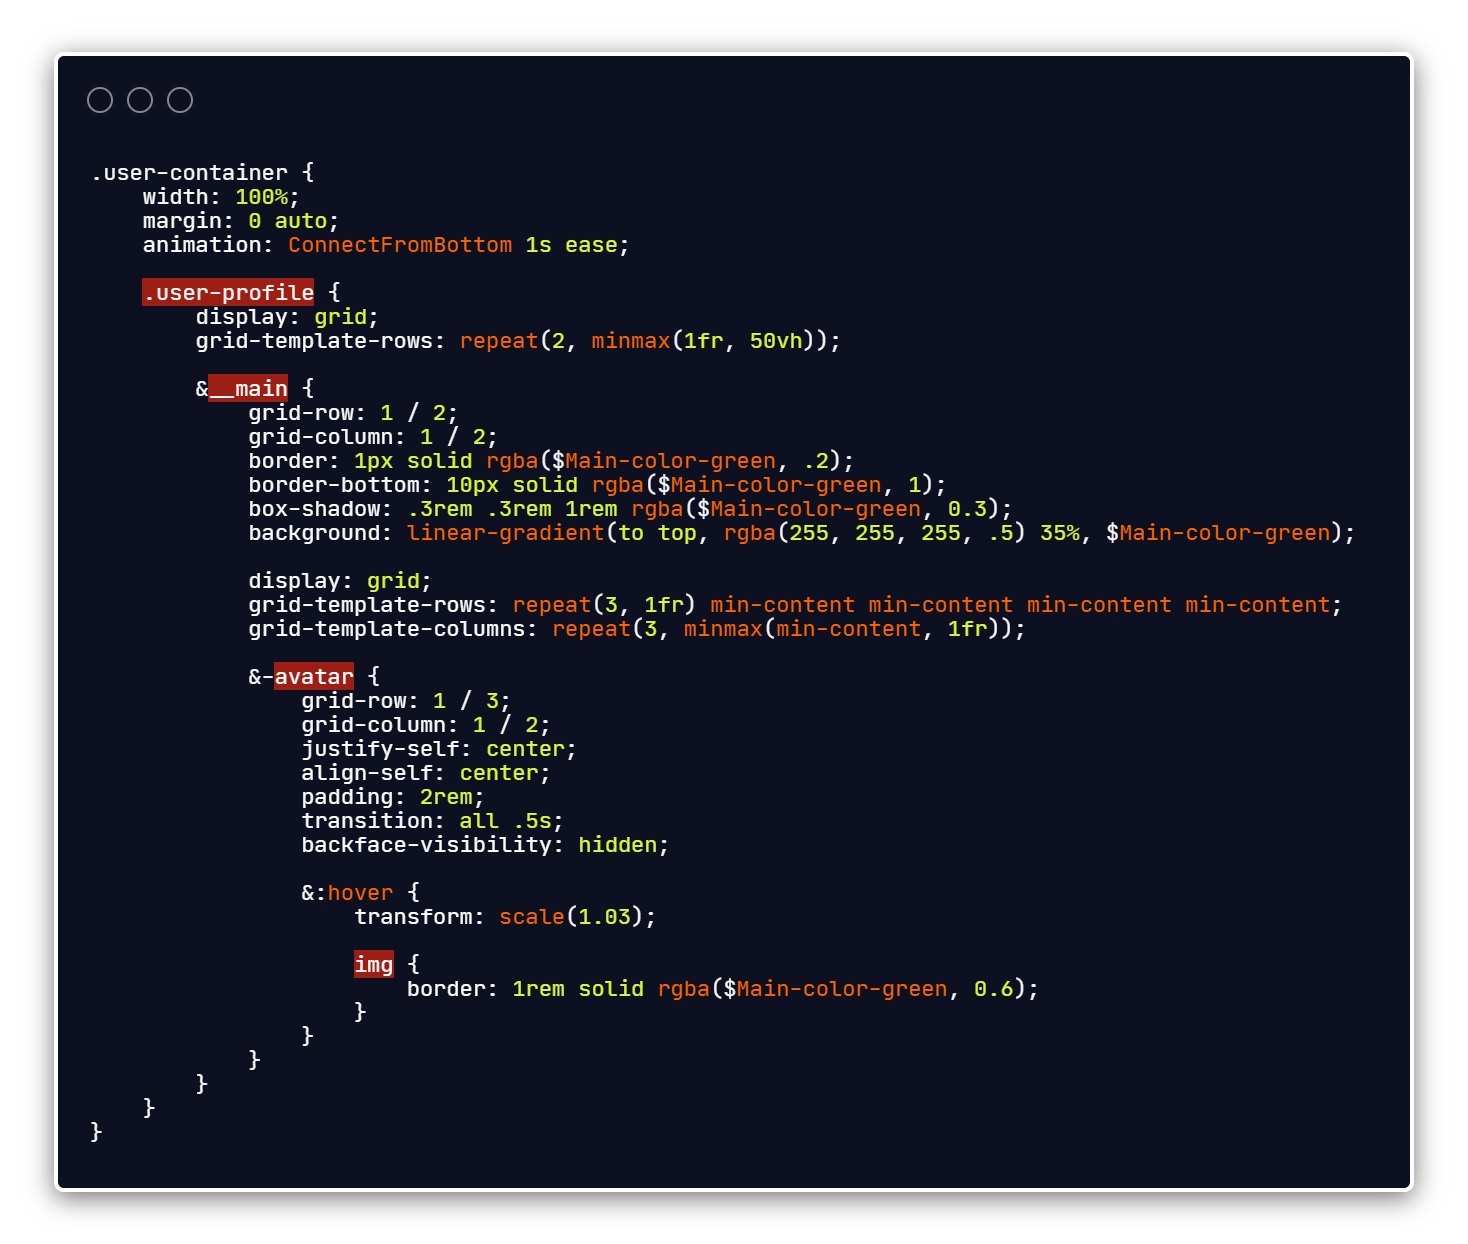 .user-container {
    width: 100%;
    margin: 0 auto;
    animation: ConnectFromBottom 1s ease;

    .user-profile {
        display: grid;
        grid-template-rows: repeat(2, minmax(1fr, 50vh));

        &__main {
            grid-row: 1 / 2;
            grid-column: 1 / 2;
            border: 1px solid rgba($Main-color-green, .2);
            border-bottom: 10px solid rgba($Main-color-green, 1);
            box-shadow: .3rem .3rem 1rem rgba($Main-color-green, 0.3);
            background: linear-gradient(to top, rgba(255, 255, 255, .5) 35%, $Main-color-green);

            display: grid;
            grid-template-rows: repeat(3, 1fr) min-content min-content min-content min-content;
            grid-template-columns: repeat(3, minmax(min-content, 1fr));

            &-avatar {
                grid-row: 1 / 3;
                grid-column: 1 / 2;
                justify-self: center;
                align-self: center;
                padding: 2rem;
                transition: all .5s;
                backface-visibility: hidden;

                &:hover {
                    transform: scale(1.03);

                    img {
                        border: 1rem solid rgba($Main-color-green, 0.6);
                    }
                }
            }
        }
    }
}